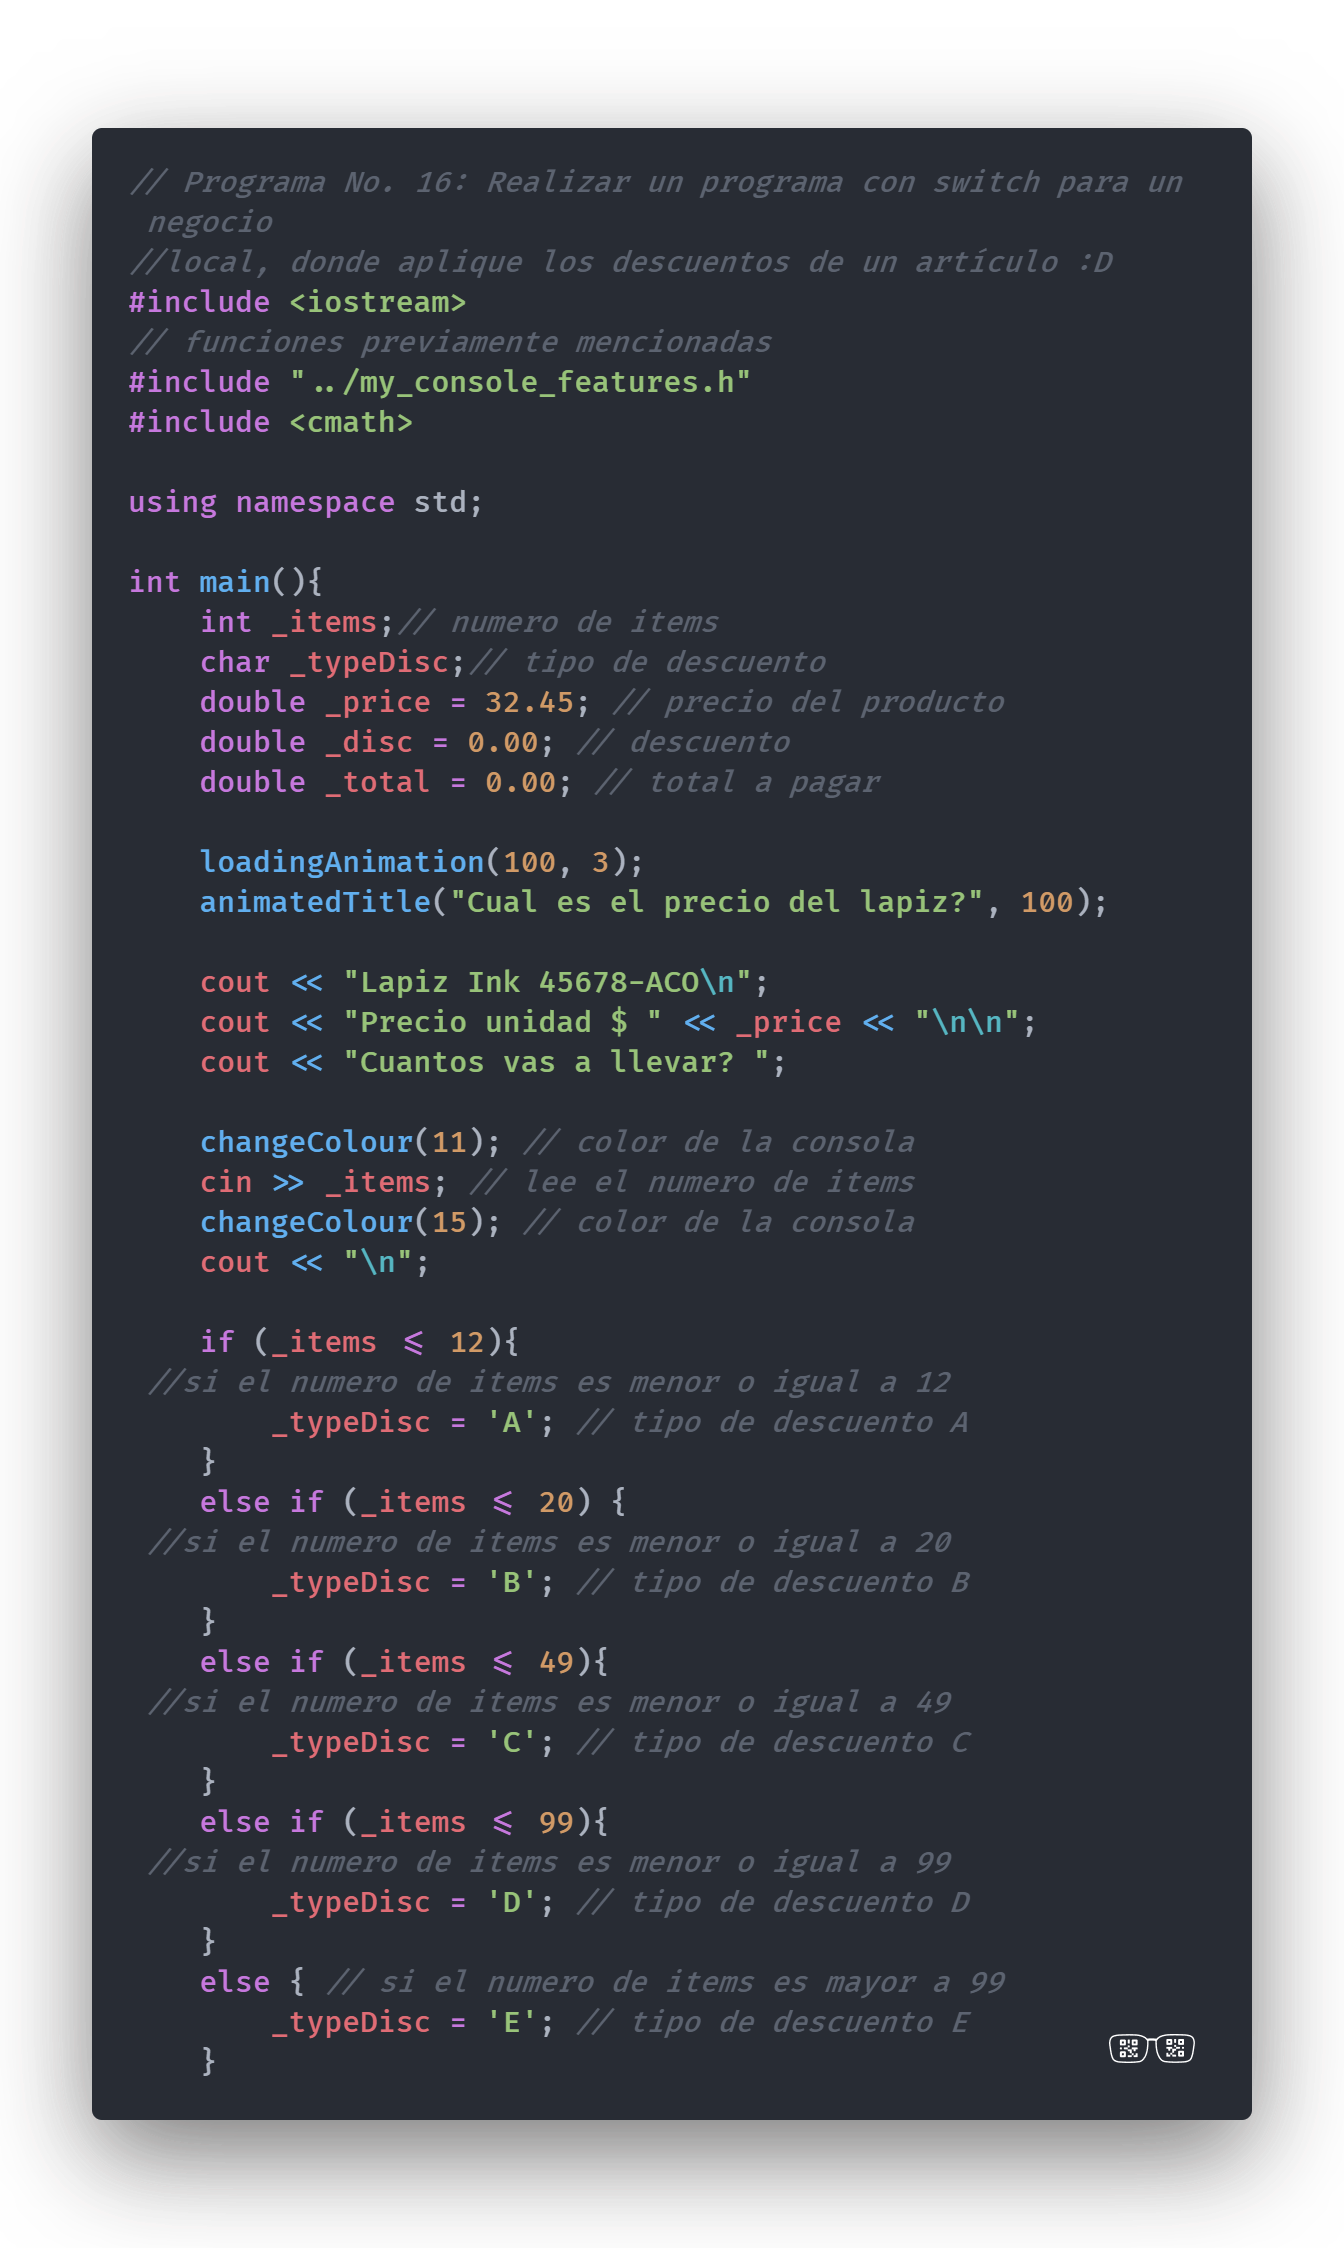 // Programa No. 16: Realizar un programa con switch para un
negocio
//local, donde aplique los descuentos de un artículo :D
#include <iostream>
// funciones previamente mencionadas
#include "../my_console_features.h"
#include <cmath>

using namespace std;

int main(){
    int _items;// numero de items
    char _typeDisc;// tipo de descuento
    double _price = 32.45; // precio del producto
    double _disc = 0.00; // descuento
    double _total = 0.00; // total a pagar

    loadingAnimation(100, 3);
    animatedTitle("Cual es el precio del lapiz?", 100);

    cout << "Lapiz Ink 45678-ACO\n";
    cout << "Precio unidad $ " << _price << "\n\n";
    cout << "Cuantos vas a llevar? ";

    changeColour(11); // color de la consola
    cin >> _items; // lee el numero de items
    changeColour(15); // color de la consola
    cout << "\n";

    if (_items <= 12){
 //si el numero de items es menor o igual a 12
        _typeDisc = 'A'; // tipo de descuento A
    }
    else if (_items <= 20) {
 //si el numero de items es menor o igual a 20
        _typeDisc = 'B'; // tipo de descuento B
    }
    else if (_items <= 49){
 //si el numero de items es menor o igual a 49
        _typeDisc = 'C'; // tipo de descuento C
    }
    else if (_items <= 99){
 //si el numero de items es menor o igual a 99
        _typeDisc = 'D'; // tipo de descuento D
    }
    else { // si el numero de items es mayor a 99
        _typeDisc = 'E'; // tipo de descuento E
    }